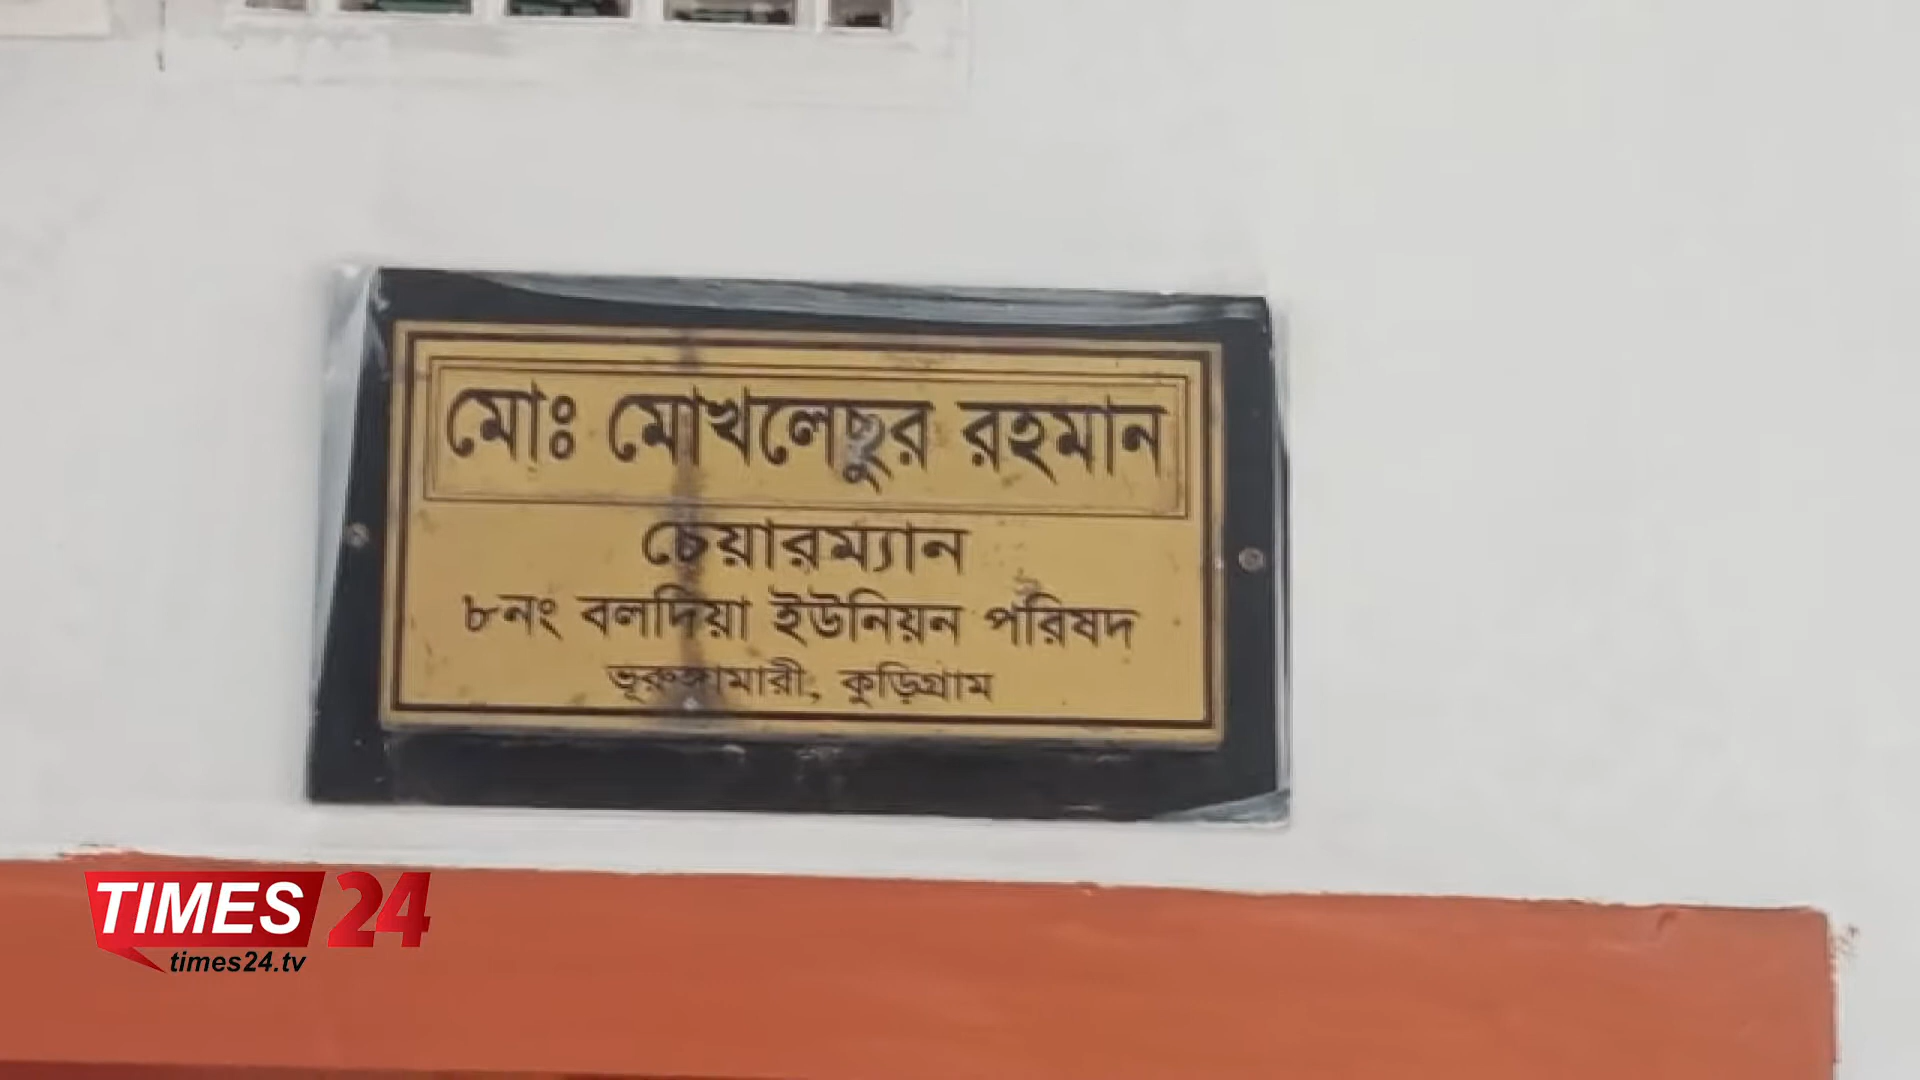 মোঃ মোখলেছুর রহমান
চেয়ারম্যান
৮নং বলদিয়া ইউনিয়ন পরিষদ
ভূরুঙ্গামারী, কুড়িগ্রাম
TIMES 24
times24.tv